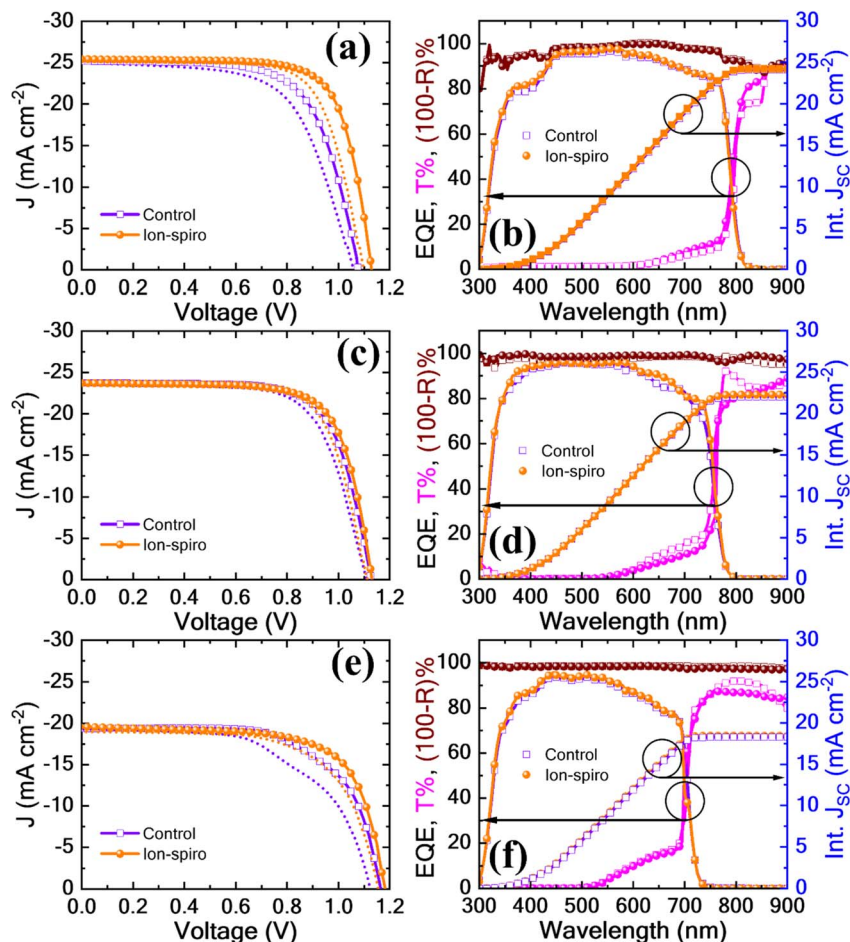 (a)
J (mA cm-2)
-30
-25
-20
-15
-10
-5
0
Control
Ion-spiro
0.0 0.2 0.4 0.6 0.8 1.0 1.2
Voltage (V)
(b)
EQE, T%, (100-R)%
100
80
60
40
20
0
Control
Ion-spiro
30
25
20
15
10
5
0
Int. JSC (mA cm-2)
300 400 500 600 700 800 900
Wavelength (nm)
(c)
J (mA cm-2)
-30
-25
-20
-15
-10
-5
0
Control
Ion-spiro
0.0 0.2 0.4 0.6 0.8 1.0 1.2
Voltage (V)
(d)
EQE, T%, (100-R)%
100
80
60
40
20
0
Control
Ion-spiro
30
25
20
15
10
5
0
Int. JSC (mA cm-2)
300 400 500 600 700 800 900
Wavelength (nm)
(e)
J (mA cm-2)
-30
-25
-20
-15
-10
-5
0
Control
Ion-spiro
0.0 0.2 0.4 0.6 0.8 1.0 1.2
Voltage (V)
(f)
EQE, T%, (100-R)%
100
80
60
40
20
0
Control
Ion-spiro
30
25
20
15
10
5
0
Int. JSC (mA cm-2)
300 400 500 600 700 800 900
Wavelength (nm)